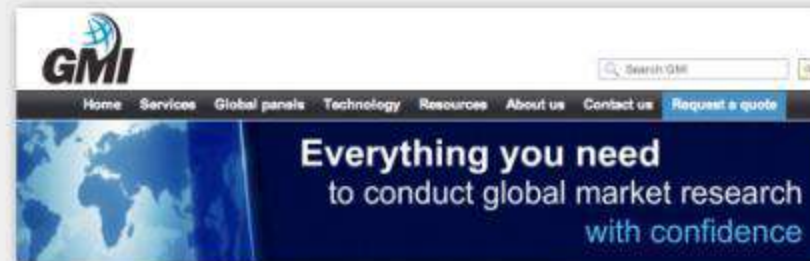 GMI
Search GMI
Home Services Global panels Technology Resources About us Contact us Request a quote
Everything you need
to conduct global market research
with confidence